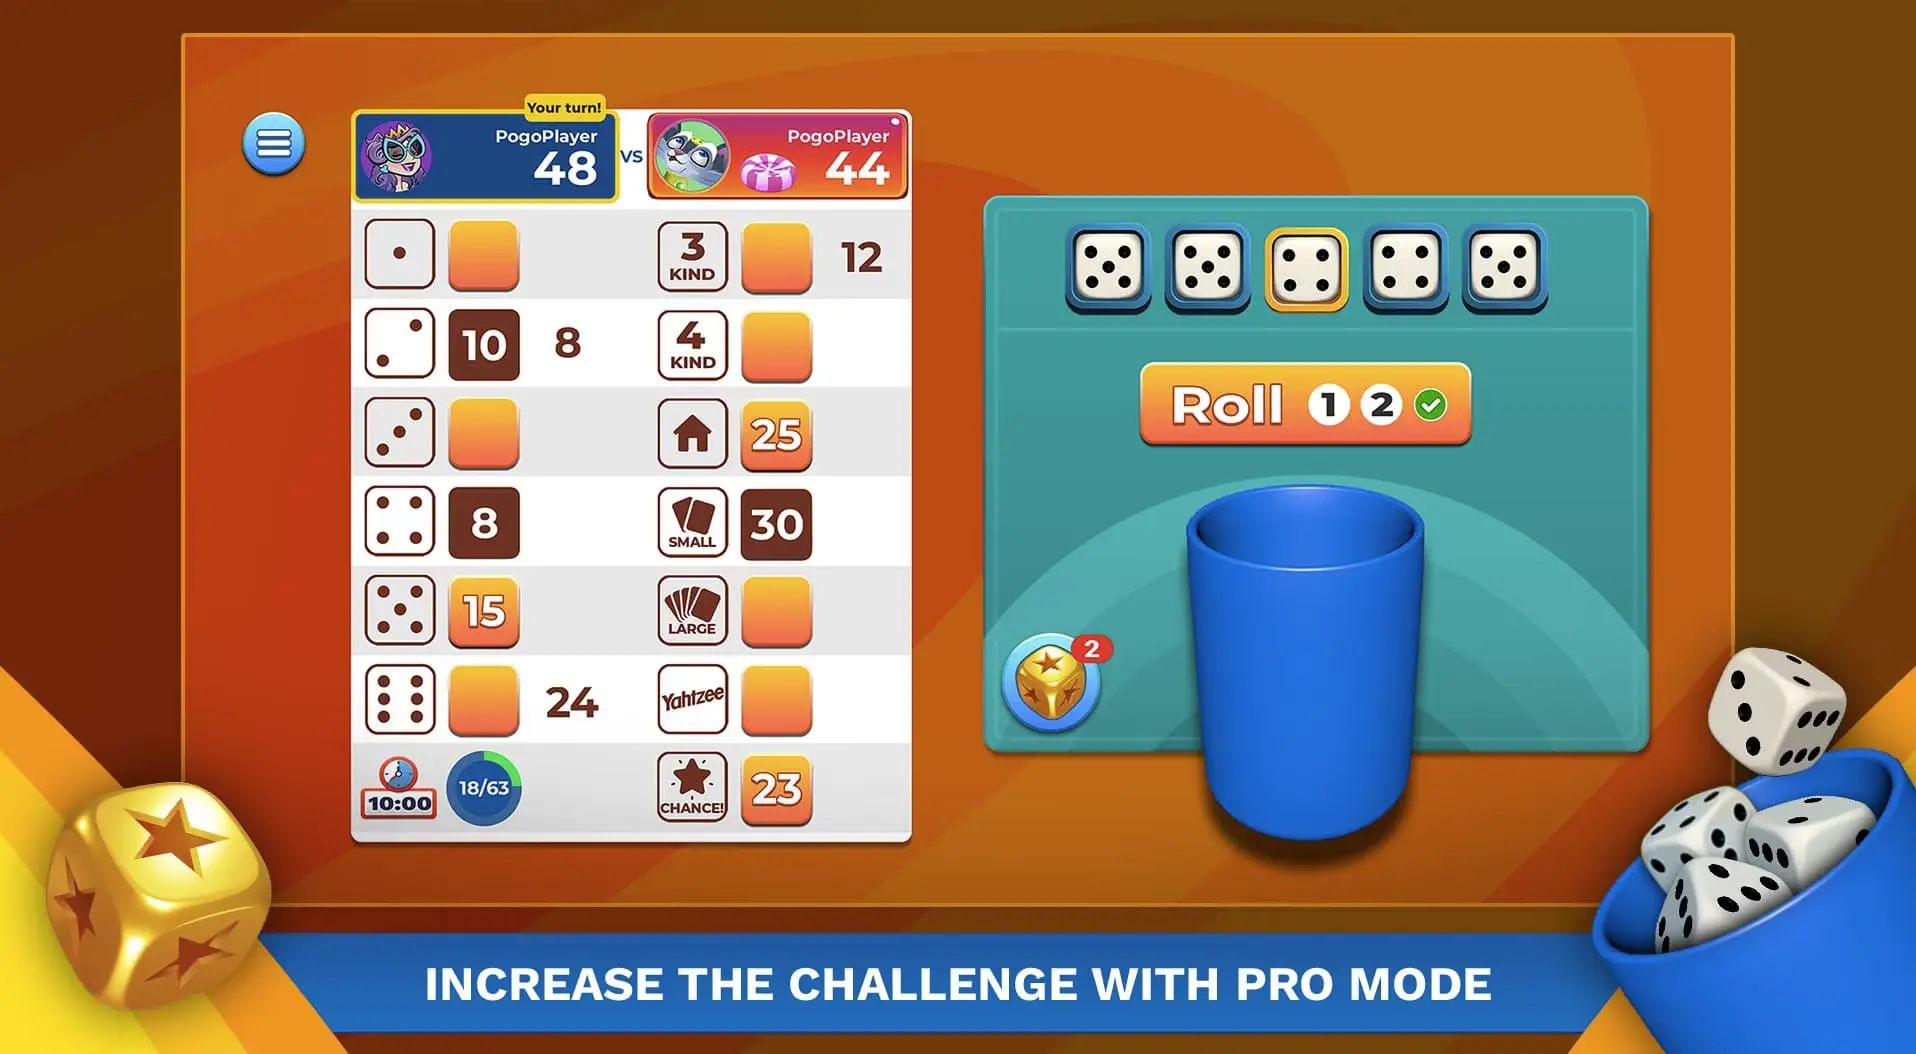 Your turn!
PogoPlayer
48
VS
PogoPlayer
44
3
KIND
12
10
8
4
KIND
25
8
SMALL
30
15
LARGE
24
Yahtzee
10:00
18/63
CHANCE!
23
Roll 1 2
2
INCREASE THE CHALLENGE WITH PRO MODE